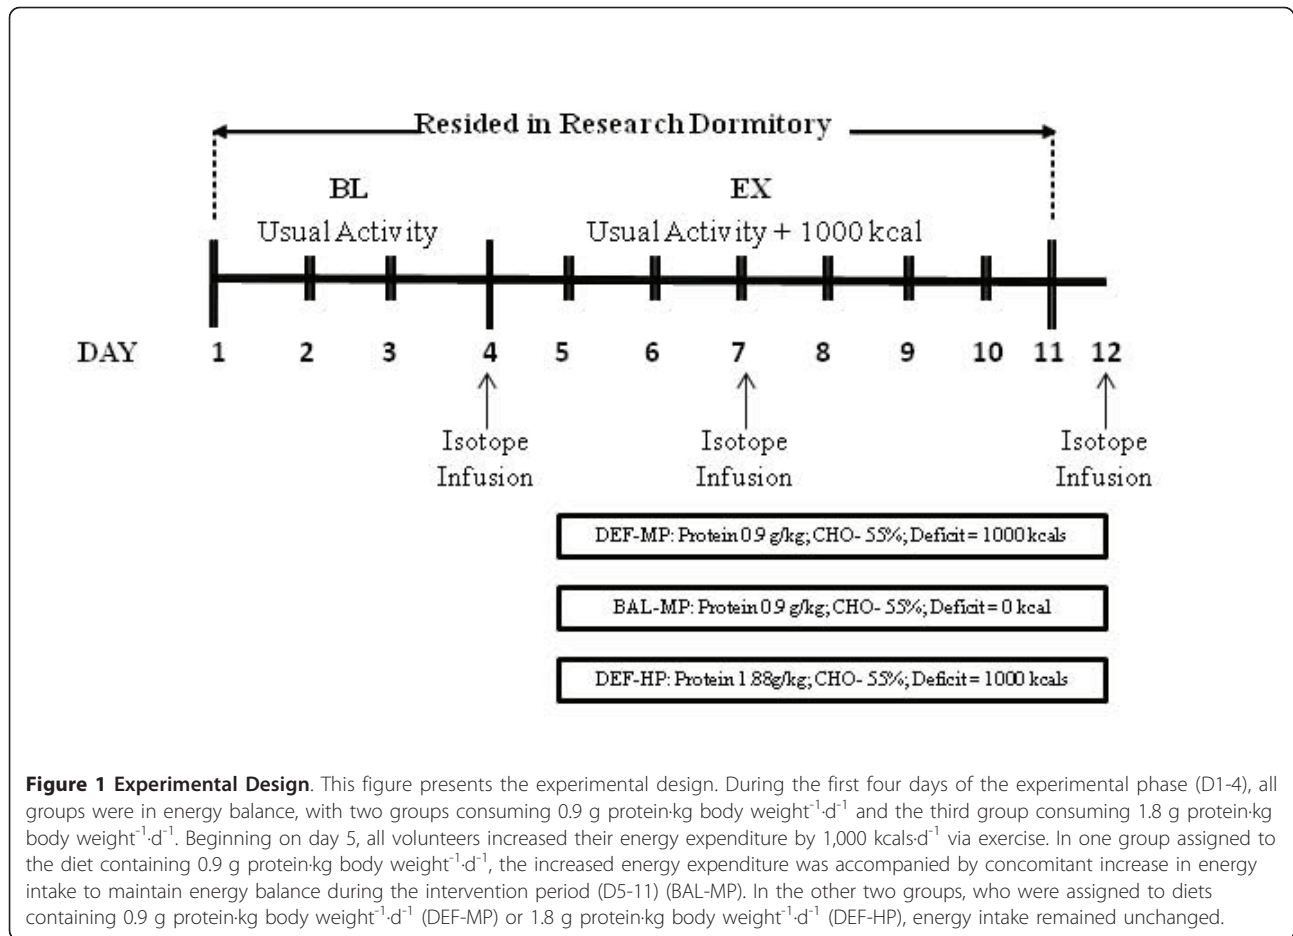 Resided in Research Dormitory
BL
EX
Usual Activity
Usual Activity + 1000 kcal
DAY 1 2 3 4 5 6 7 8 9 10 11 12
Isotope Infusion
Isotope Infusion
Isotope Infusion
DEF-MP: Protein 0.9 g/kg; CHO- 55%; Deficit = 1000 kcals
BAL-MP: Protein 0.9 g/kg; CHO- 55%; Deficit = 0 kcal
DEF-HP: Protein 1.88g/kg; CHO- 55%; Deficit = 1000 kcals
Figure 1 Experimental Design. This figure presents the experimental design. During the first four days of the experimental phase (D1-4), all
groups were in energy balance, with two groups consuming 0.9 g protein·kg body weight⁻¹·d⁻¹ and the third group consuming 1.8 g protein·kg
body weight⁻¹·d⁻¹. Beginning on day 5, all volunteers increased their energy expenditure by 1,000 kcals·d⁻¹ via exercise. In one group assigned to
the diet containing 0.9 g protein·kg body weight⁻¹·d⁻¹, the increased energy expenditure was accompanied by concomitant increase in energy
intake to maintain energy balance during the intervention period (D5-11) (BAL-MP). In the other two groups, who were assigned to diets
containing 0.9 g protein·kg body weight⁻¹·d⁻¹ (DEF-MP) or 1.8 g protein·kg body weight⁻¹·d⁻¹ (DEF-HP), energy intake remained unchanged.